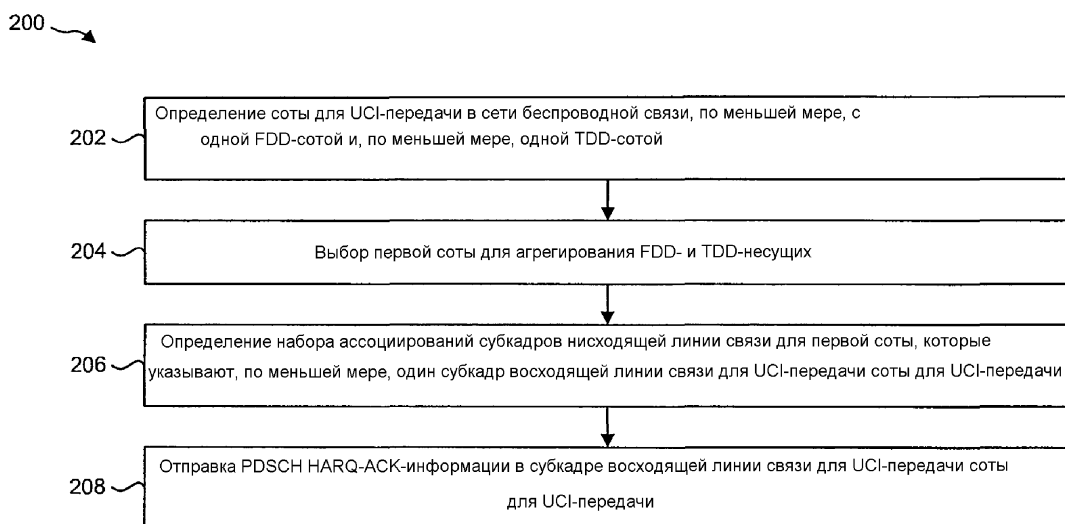 200
202
Определение соты для UCI-передачи в сети беспроводной связи, по меньшей мере, с
одной FDD-сотой и, по меньшей мере, одной TDD-сотой
204
Выбор первой соты для агрегирования FDD- и TDD-несущих
206
Определение набора ассоциирований субкадров нисходящей линии связи для первой соты, которые
указывают, по меньшей мере, один субкадр восходящей линии связи для UCI-передачи соты для UCI-передачи
208
Отправка PDSCH HARQ-ACK-информации в субкадре восходящей линии связи для UCI-передачи соты
для UCI-передачи